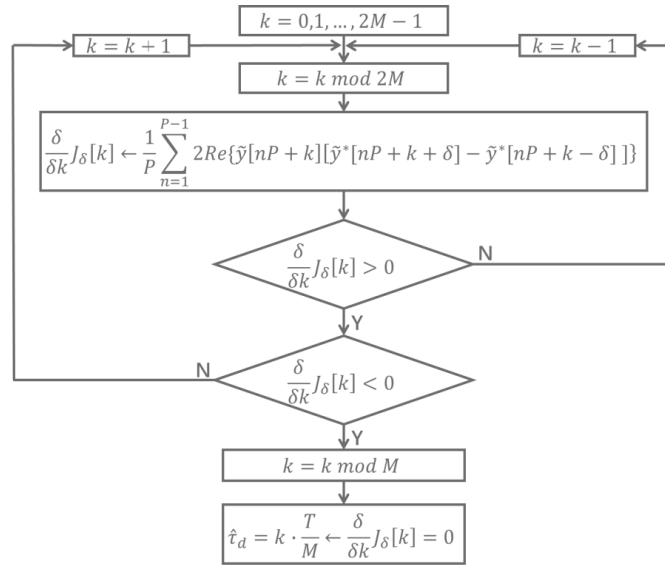 k = 0,1, … , 2M − 1
k = k + 1
k = k − 1
k = k mod 2M
δ/δk J_δ[k] ← 1/P ∑_{n=1}^{P−1} 2Re{ỹ[nP + k][ỹ*[nP + k + δ] − ỹ*[nP + k − δ] ]}
δ/δk J_δ[k] > 0
N
Y
N
δ/δk J_δ[k] < 0
Y
k = k mod M
τ̂_d = k · T/M ← δ/δk J_δ[k] = 0